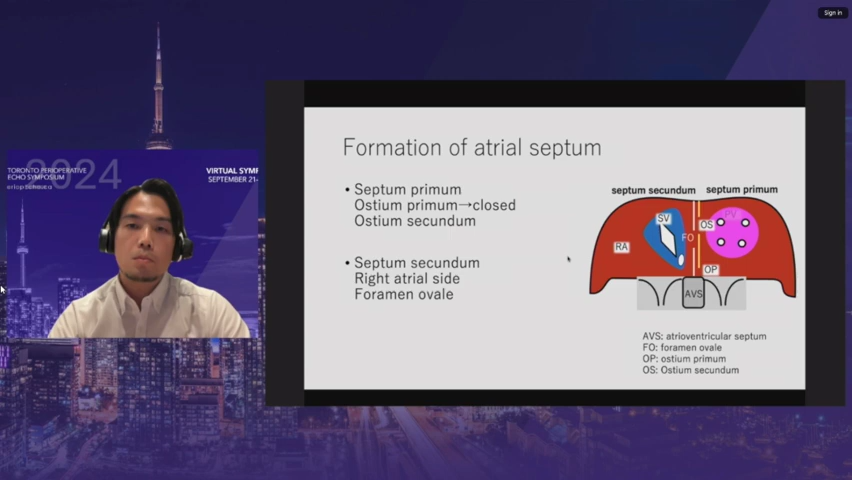 Sign in
TORONTO PERIOPERATIVE
ECHO SYMPOSIUM
2024
VIRTUAL SYMP
SEPTEMBER 21-
Formation of atrial septum
• Septum primum
Ostium primum→closed
Ostium secundum
• Septum secundum
Right atrial side
Foramen ovale
septum secundum septum primum
SV
PV
OS
FO
RA
OP
AVS
AVS: atrioventricular septum
FO: foramen ovale
OP: ostium primum
OS: Ostium secundum